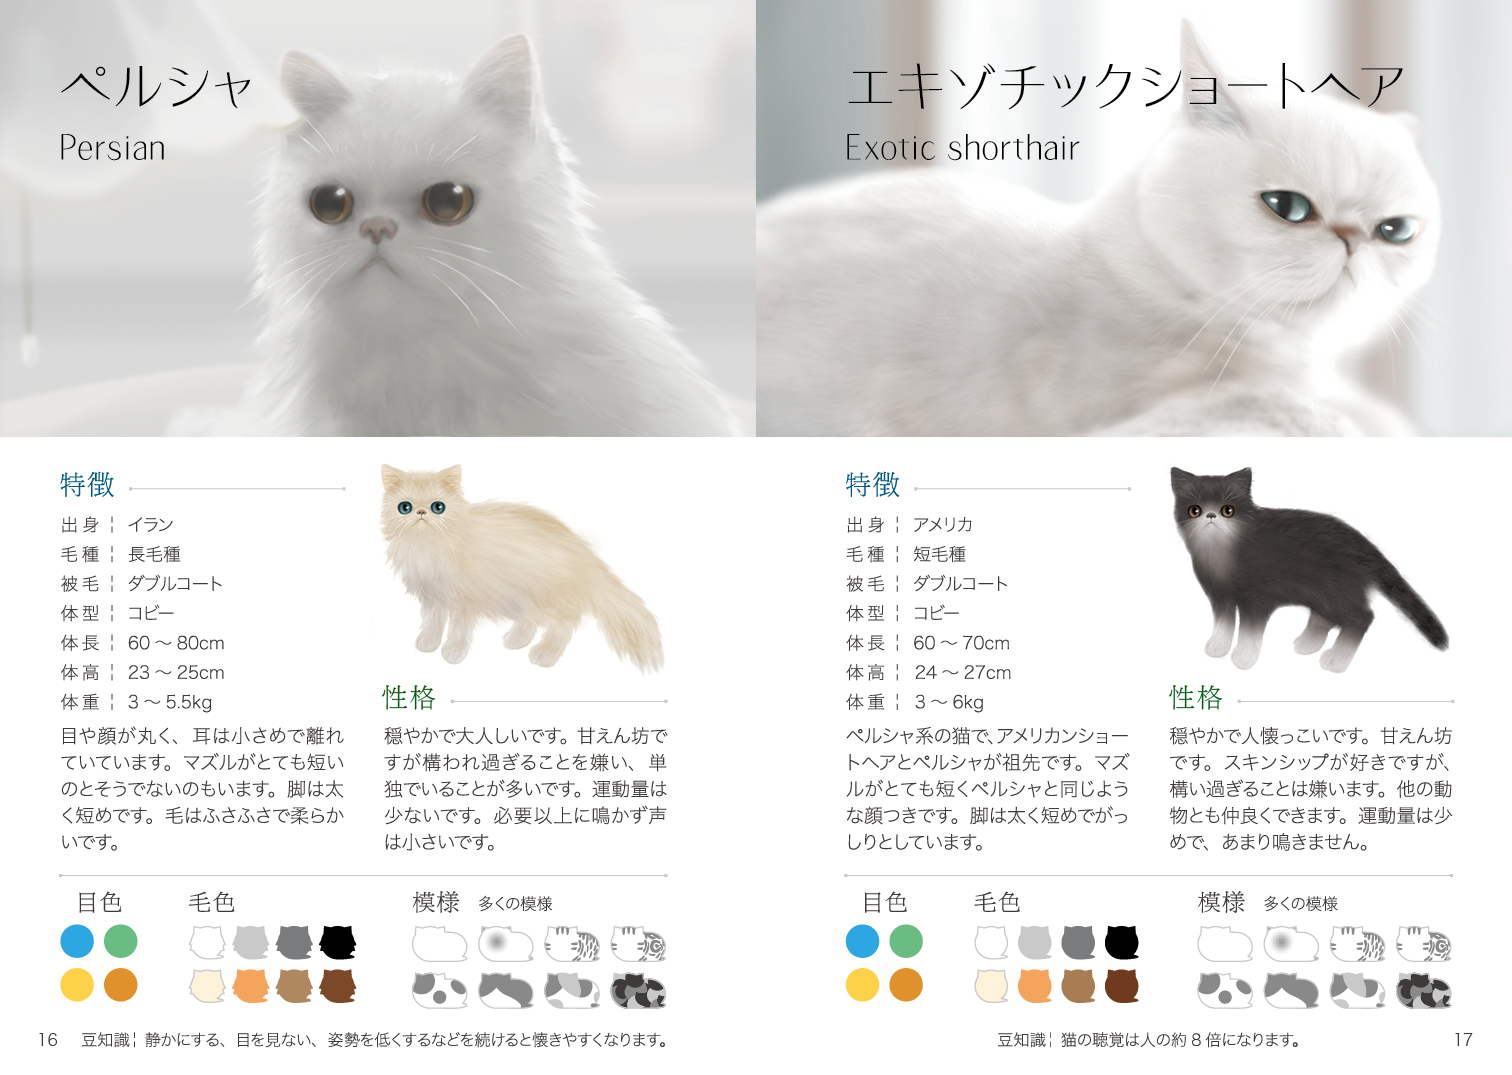 ペルシャ
Persian
特徴
出身¦ イラン
毛種¦ 長毛種
被毛¦ ダブルコート
体型¦ コビー
体長¦ 60～80cm
体高¦ 23～25cm
体重¦ 3～5.5kg
目や顔が丸く、耳は小さめで離れ
ていています。マズルがとても短い
のとそうでないのもいます。脚は太
く短めです。毛はふさふさで柔らか
いです。
性格
穏やかで大人しいです。甘えん坊で
すが構われ過ぎることを嫌い、単
独でいることが多いです。運動量は
少ないです。必要以上に鳴かず声
は小さいです。
目色
毛色
模様 多くの模様
16 豆知識¦ 静かにする、目を見ない、姿勢を低くするなどを続けると懐きやすくなります。
エキゾチックショートヘア
Exotic shorthair
特徴
出身¦ アメリカ
毛種¦ 短毛種
被毛¦ ダブルコート
体型¦ コビー
体長¦ 60～70cm
体高¦ 24～27cm
体重¦ 3～6kg
ペルシャ系の猫で、アメリカンショー
トヘアとペルシャが祖先です。マズ
ルがとても短くペルシャと同じよう
な顔つきです。脚は太く短めでがっ
しりとしています。
性格
穏やかで人懐っこいです。甘えん坊
です。スキンシップが好きですが、
構い過ぎることは嫌います。他の動
物とも仲良くできます。運動量は少
めで、あまり鳴きません。
目色
毛色
模様 多くの模様
豆知識¦ 猫の聴覚は人の約8倍になります。 17